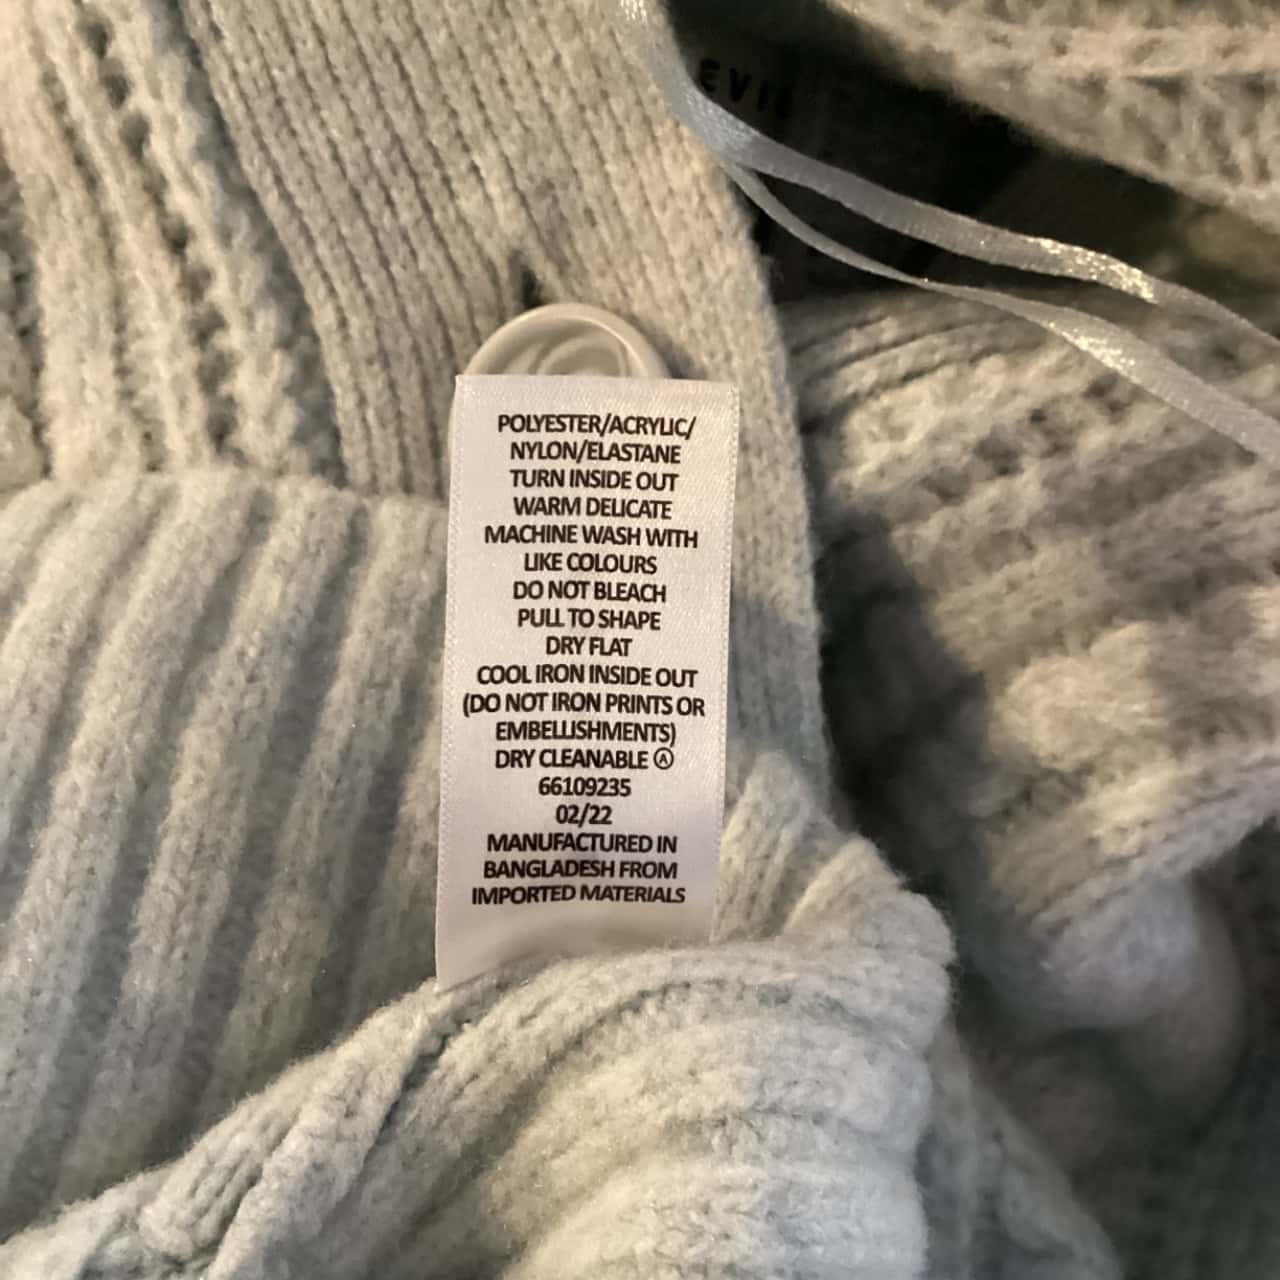 POLYESTER/ACRYLIC/
NYLON/ELASTANE
TURN INSIDE OUT
WARM DELICATE
MACHINE WASH WITH
LIKE COLOURS
DO NOT BLEACH
PULL TO SHAPE
DRY FLAT
COOL IRON INSIDE OUT
(DO NOT IRON PRINTS OR
EMBELLISHMENTS)
DRY CLEANABLE Ⓐ
66109235
02/22
MANUFACTURED IN
BANGLADESH FROM
IMPORTED MATERIALS